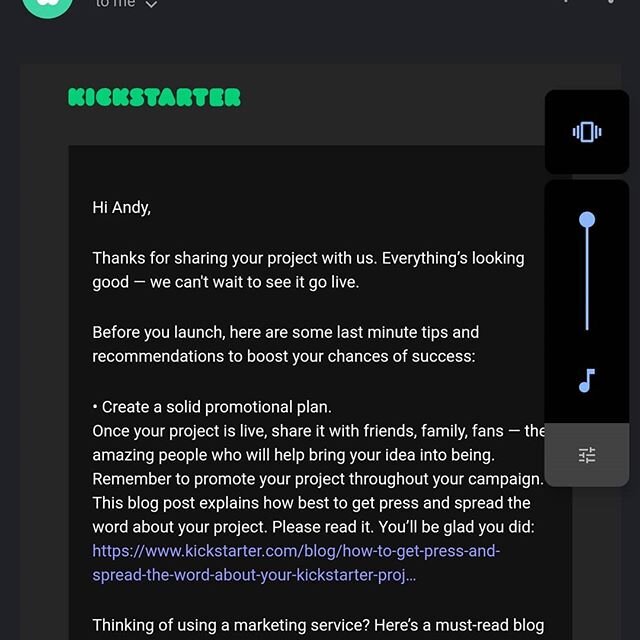 to me
KICKSTARTER
Hi Andy,
Thanks for sharing your project with us. Everything's looking
good — we can't wait to see it go live.
Before you launch, here are some last minute tips and
recommendations to boost your chances of success:
• Create a solid promotional plan.
Once your project is live, share it with friends, family, fans — the
amazing people who will help bring your idea into being.
Remember to promote your project throughout your campaign.
This blog post explains how best to get press and spread the
word about your project. Please read it. You'll be glad you did:
https://www.kickstarter.com/blog/how-to-get-press-and-
spread-the-word-about-your-kickstarter-proj...
Thinking of using a marketing service? Here's a must-read blog